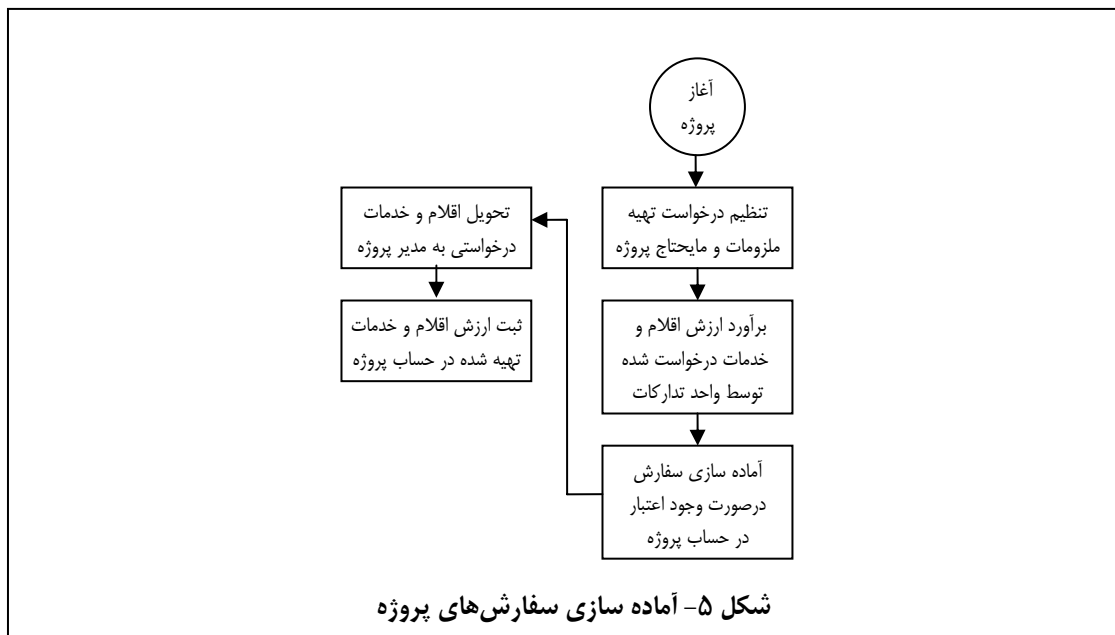 آغاز
پروژه
تنظیم درخواست تهیه
ملزومات و مایحتاج پروژه
برآورد ارزش اقلام و
خدمات درخواست شده
توسط واحد تدارکات
آماده سازی سفارش
درصورت وجود اعتبار
در حساب پروژه
تحویل اقلام و خدمات
درخواستی به مدیر پروژه
ثبت ارزش اقلام و خدمات
تهیه شده در حساب پروژه
شکل ۵- آماده سازی سفارش‌های پروژه